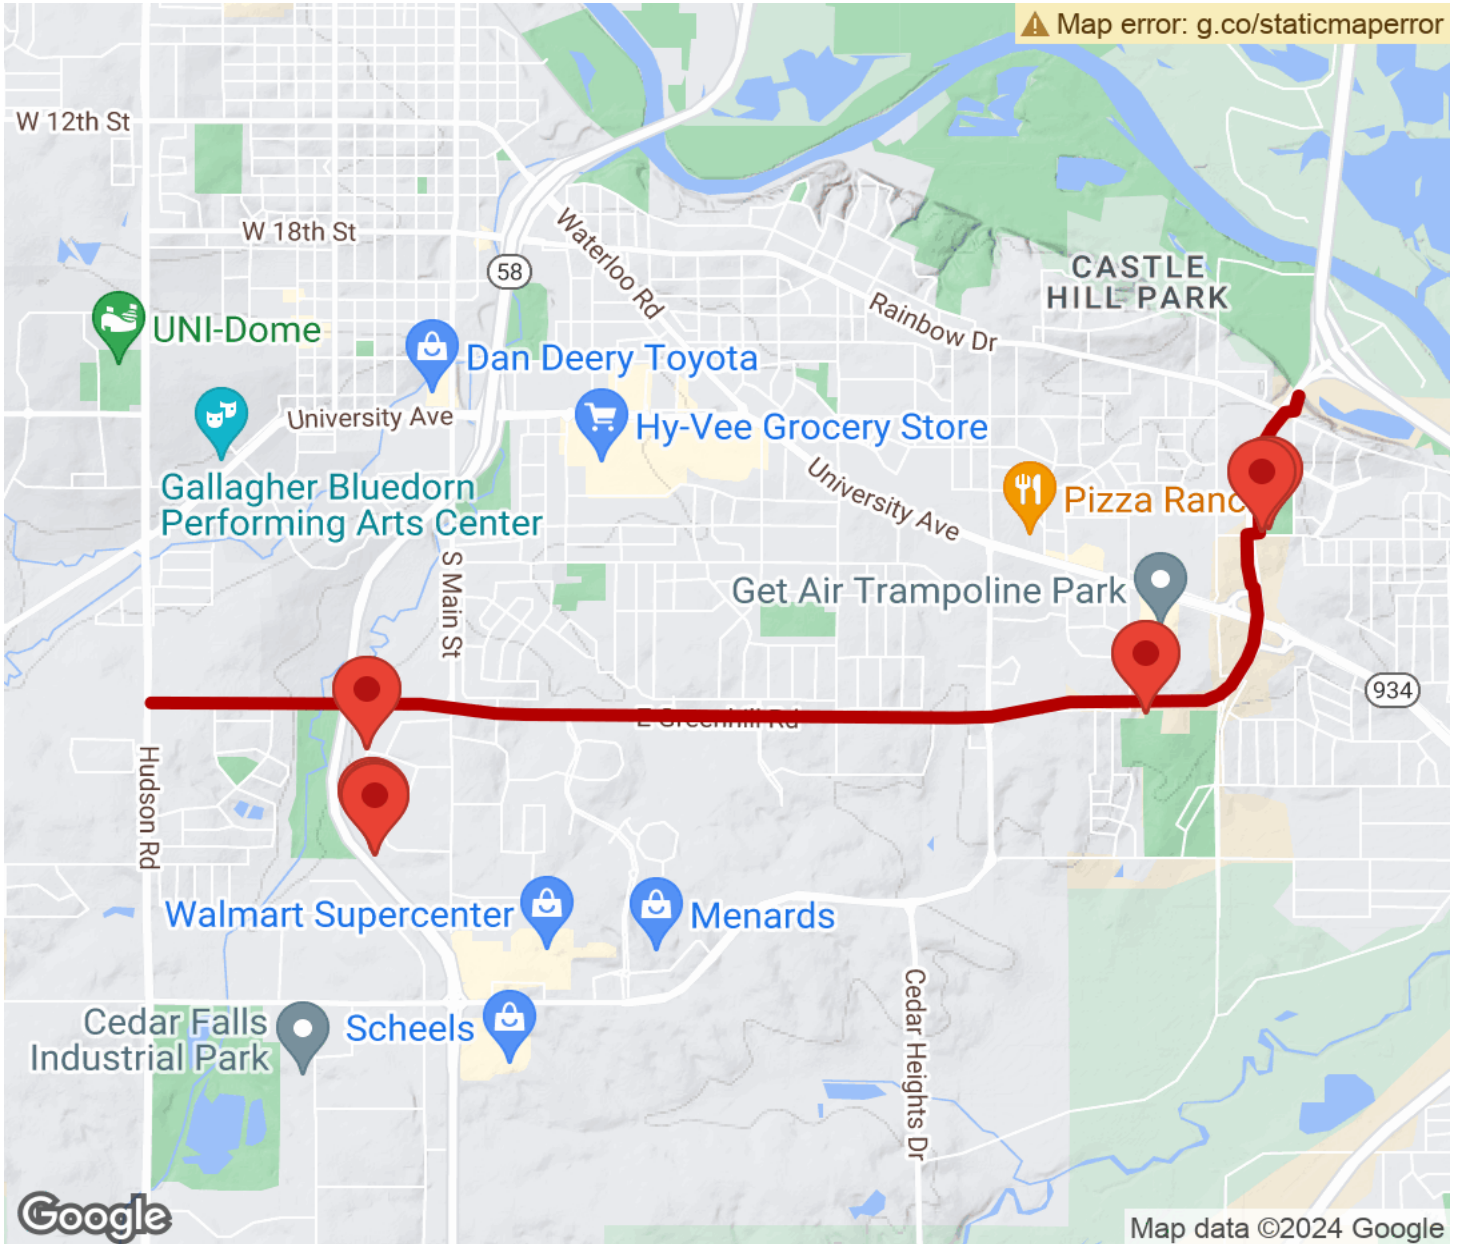 Map error: g.co/staticmaperror
W 12th St
W 18th St
Waterloo Rd
58
CASTLE
HILL PARK
Rainbow Dr
UNI-Dome
Dan Deery Toyota
University Ave
Hy-Vee Grocery Store
Gallagher Bluedorn
Performing Arts Center
University Ave
Pizza Ranc
S Main St
Get Air Trampoline Park
934
E Greenhill Rd
Hudson Rd
Walmart Supercenter
Menards
Cedar Heights Dr
Cedar Falls
Industrial Park
Scheels
Google
Map data ©2024 Google